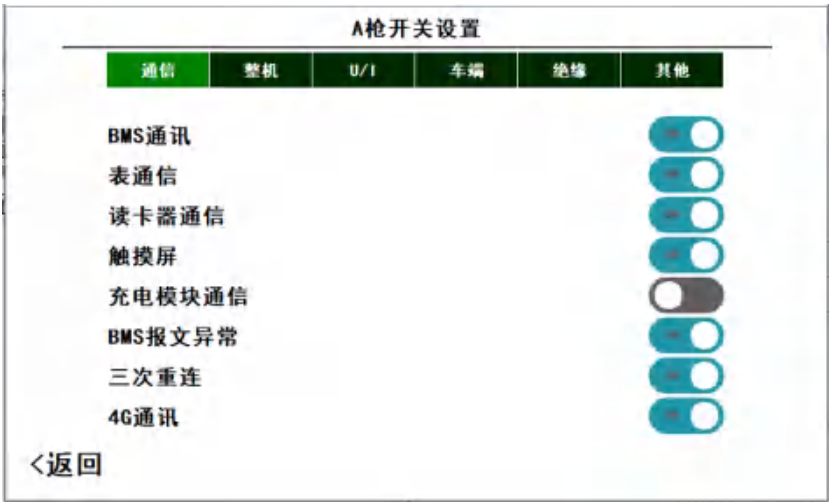 A枪开关设置
通信 整机 U/I 车端 绝缘 其他
BMS通讯
表通信
读卡器通信
触摸屏
充电模块通信
BMS报文异常
三次重连
4G通讯
<返回